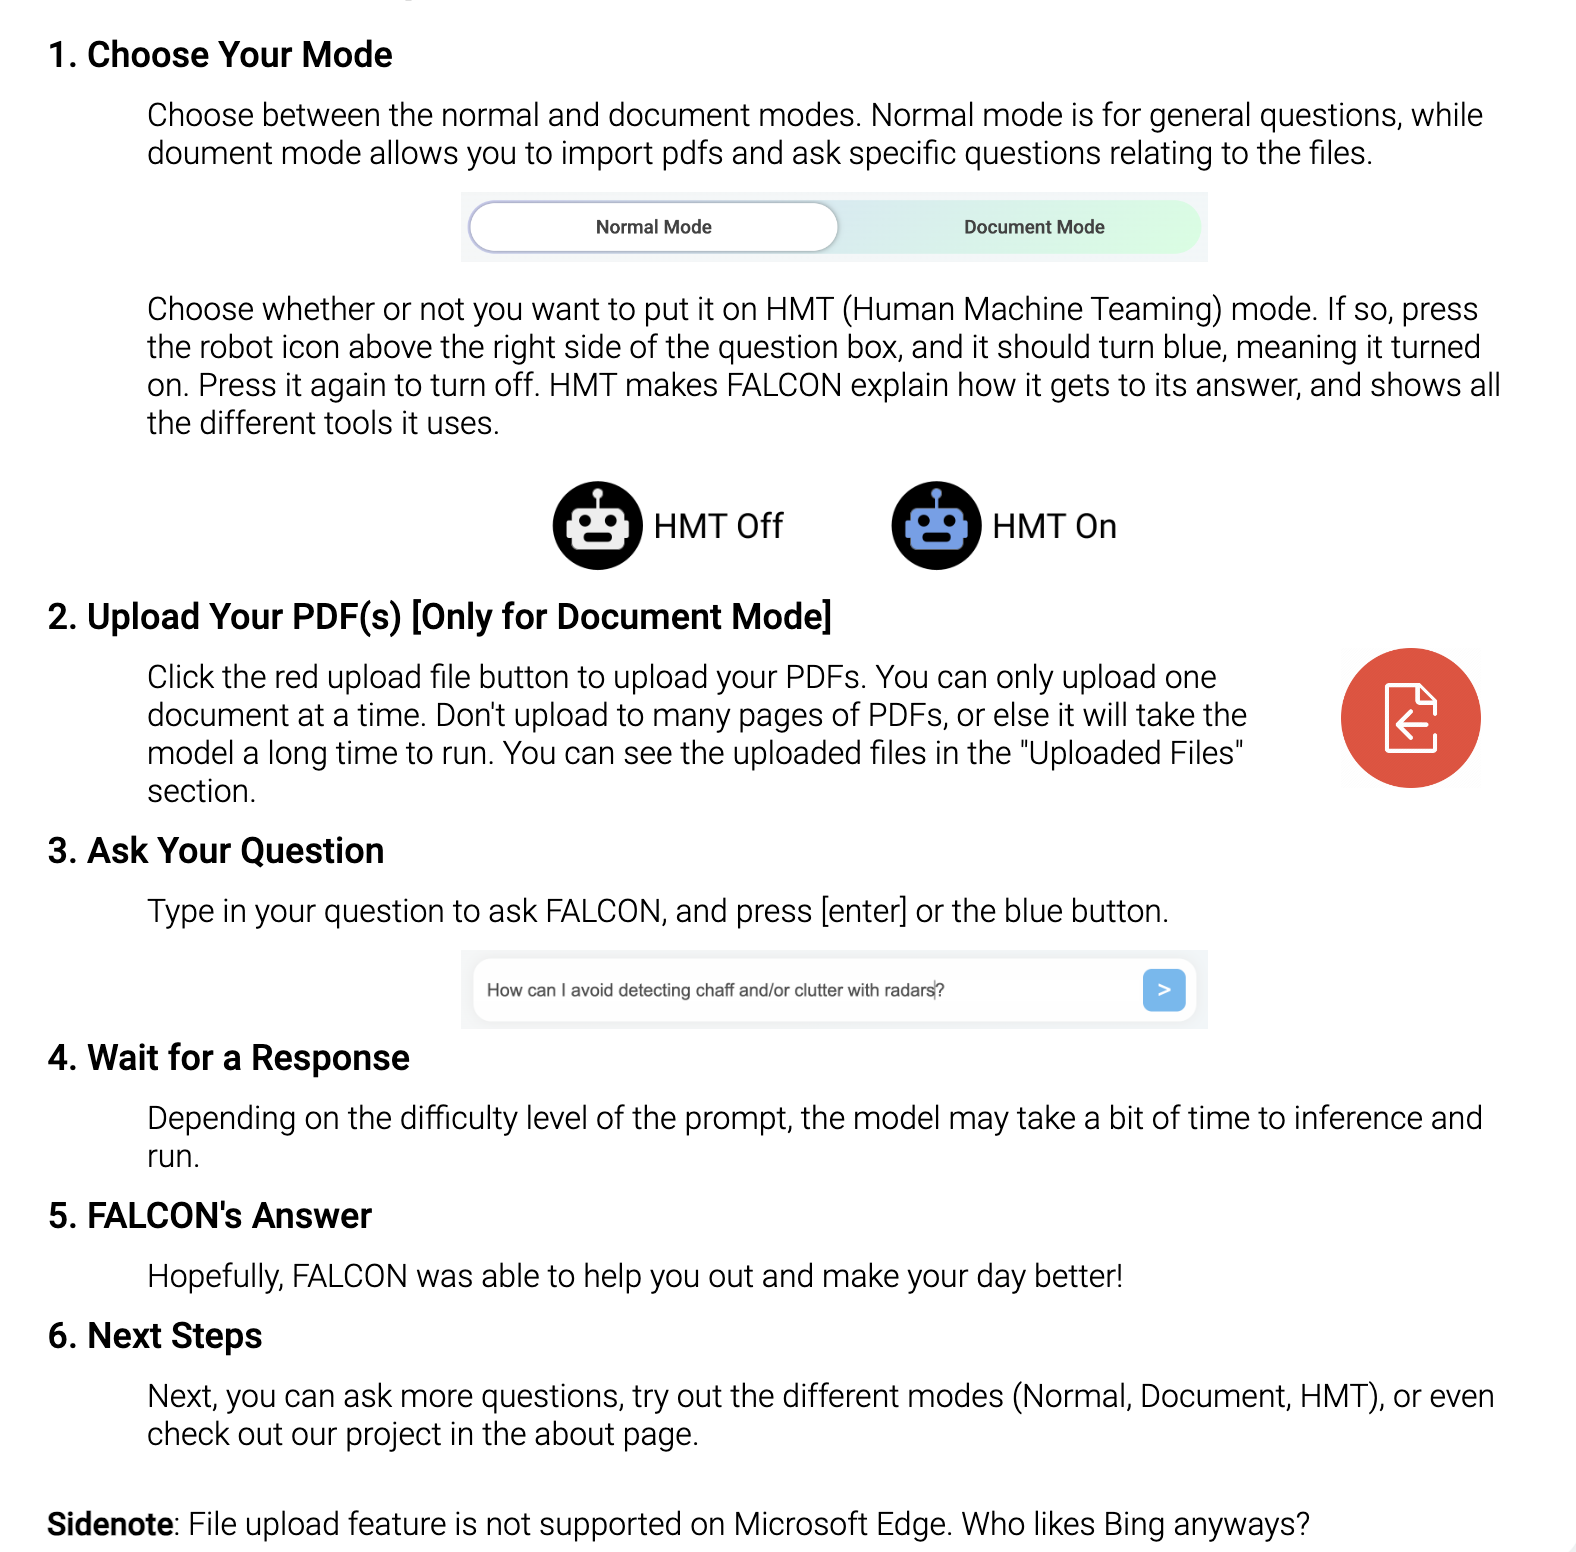 1. Choose Your Mode
Choose between the normal and document modes. Normal mode is for general questions, while
doument mode allows you to import pdfs and ask specific questions relating to the files.
Normal Mode Document Mode
Choose whether or not you want to put it on HMT (Human Machine Teaming) mode. If so, press
the robot icon above the right side of the question box, and it should turn blue, meaning it turned
on. Press it again to turn off. HMT makes FALCON explain how it gets to its answer, and shows all
the different tools it uses.
HMT Off HMT On
2. Upload Your PDF(s) [Only for Document Mode]
Click the red upload file button to upload your PDFs. You can only upload one
document at a time. Don't upload to many pages of PDFs, or else it will take the
model a long time to run. You can see the uploaded files in the "Uploaded Files"
section.
3. Ask Your Question
Type in your question to ask FALCON, and press [enter] or the blue button.
How can I avoid detecting chaff and/or clutter with radars? >
4. Wait for a Response
Depending on the difficulty level of the prompt, the model may take a bit of time to inference and
run.
5. FALCON's Answer
Hopefully, FALCON was able to help you out and make your day better!
6. Next Steps
Next, you can ask more questions, try out the different modes (Normal, Document, HMT), or even
check out our project in the about page.
Sidenote: File upload feature is not supported on Microsoft Edge. Who likes Bing anyways?